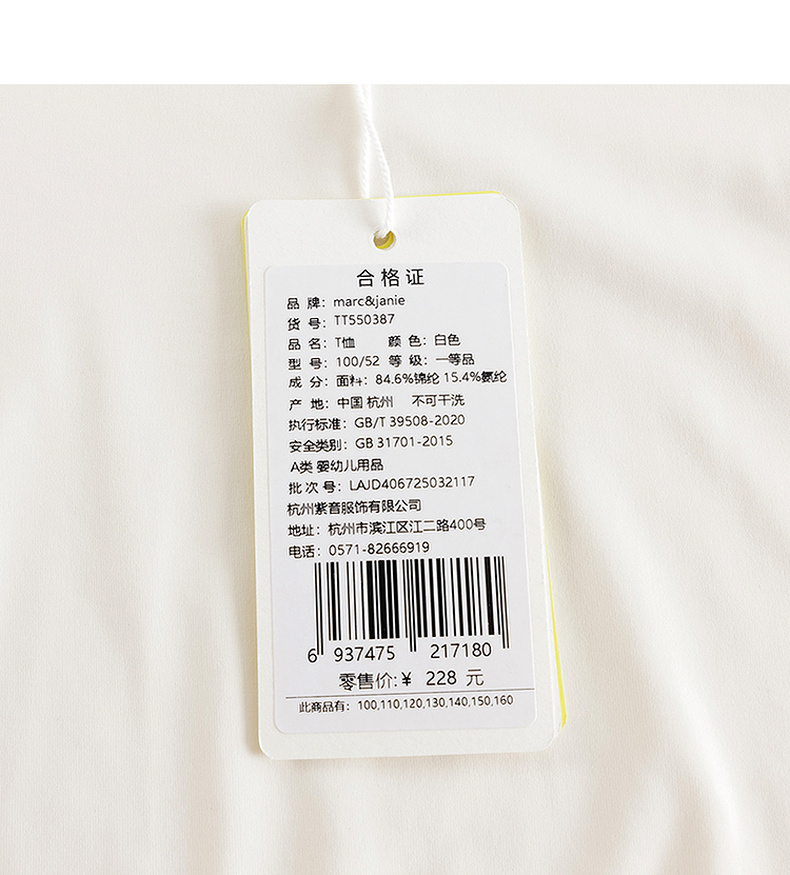 合格证
品 牌：marc&janie
货 号：TT550387
品 名：T恤 颜 色：白色
型 号：100/52 等 级：一等品
成 分：面料：84.6%锦纶 15.4%氨纶
产 地：中国 杭州 不可干洗
执行标准：GB/T 39508-2020
安全类别：GB 31701-2015
A类 婴幼儿用品
批 次 号：LAJD406725032117
杭州紫音服饰有限公司
地址：杭州市滨江区江二路400号
电话：0571-82666919
6 937475 217180
零售价:¥ 228 元
此商品有：100,110,120,130,140,150,160